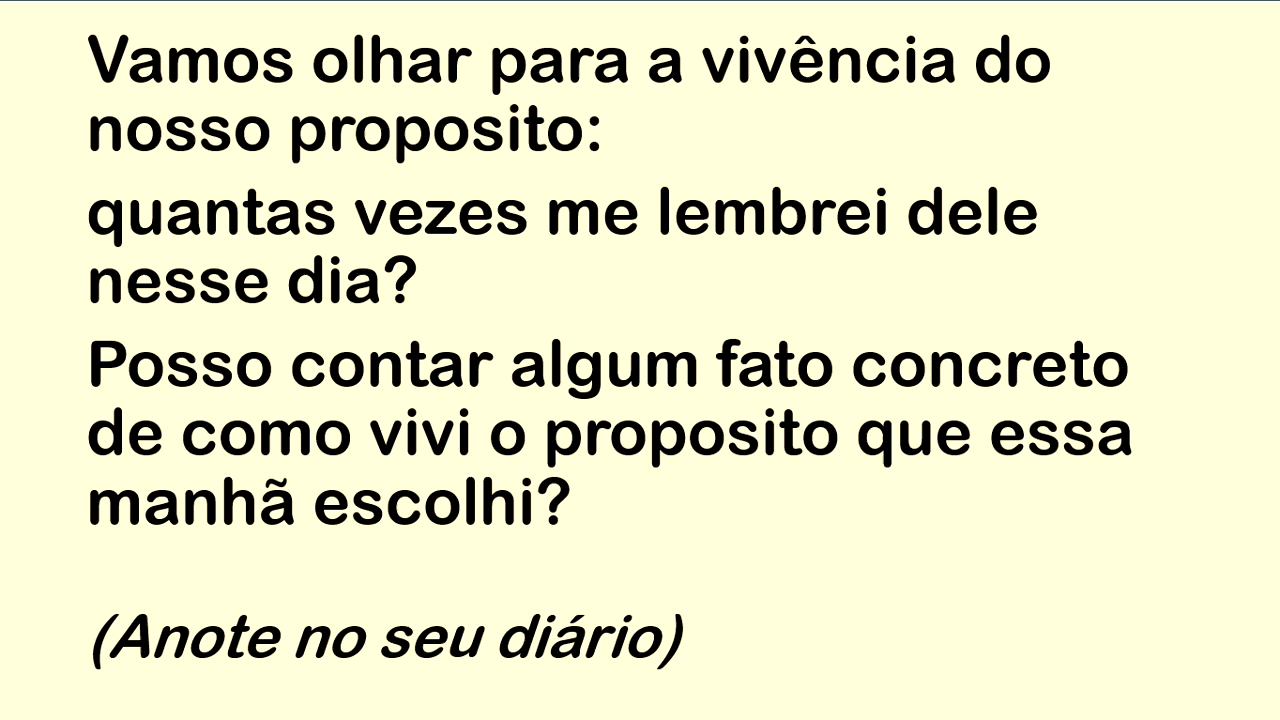 Vamos olhar para a vivência do
nosso proposito:
quantas vezes me lembrei dele
nesse dia?
Posso contar algum fato concreto
de como vivi o proposito que essa
manhã escolhi?
(Anote no seu diário)